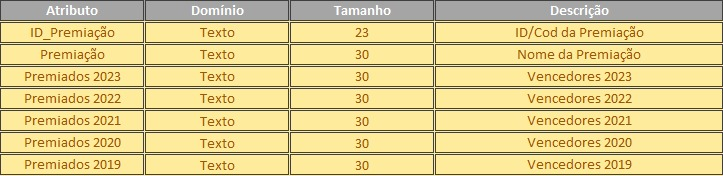 Atributo Domínio Tamanho Descrição
ID_Premiação Texto 23 ID/Cod da Premiação
Premiação Texto 30 Nome da Premiação
Premiados 2023 Texto 30 Vencedores 2023
Premiados 2022 Texto 30 Vencedores 2022
Premiados 2021 Texto 30 Vencedores 2021
Premiados 2020 Texto 30 Vencedores 2020
Premiados 2019 Texto 30 Vencedores 2019